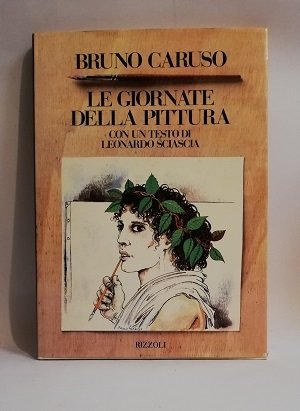 BRUNO CARUSO
LE GIORNATE
DELLA PITTURA
CON UN TESTO DI
LEONARDO SCIASCIA
RIZZOLI